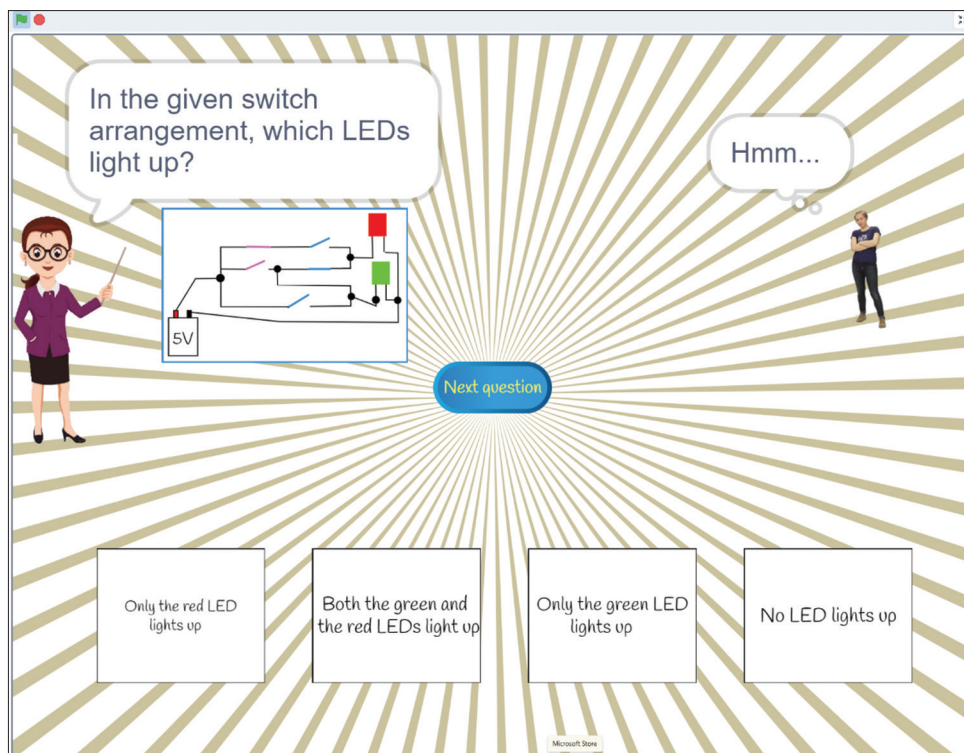 In the given switch
arrangement, which LEDs
light up?
Hmm...
5V
Next question
Only the red LED
lights up
Both the green and
the red LEDs light up
Only the green LED
lights up
No LED lights up
Microsoft Store